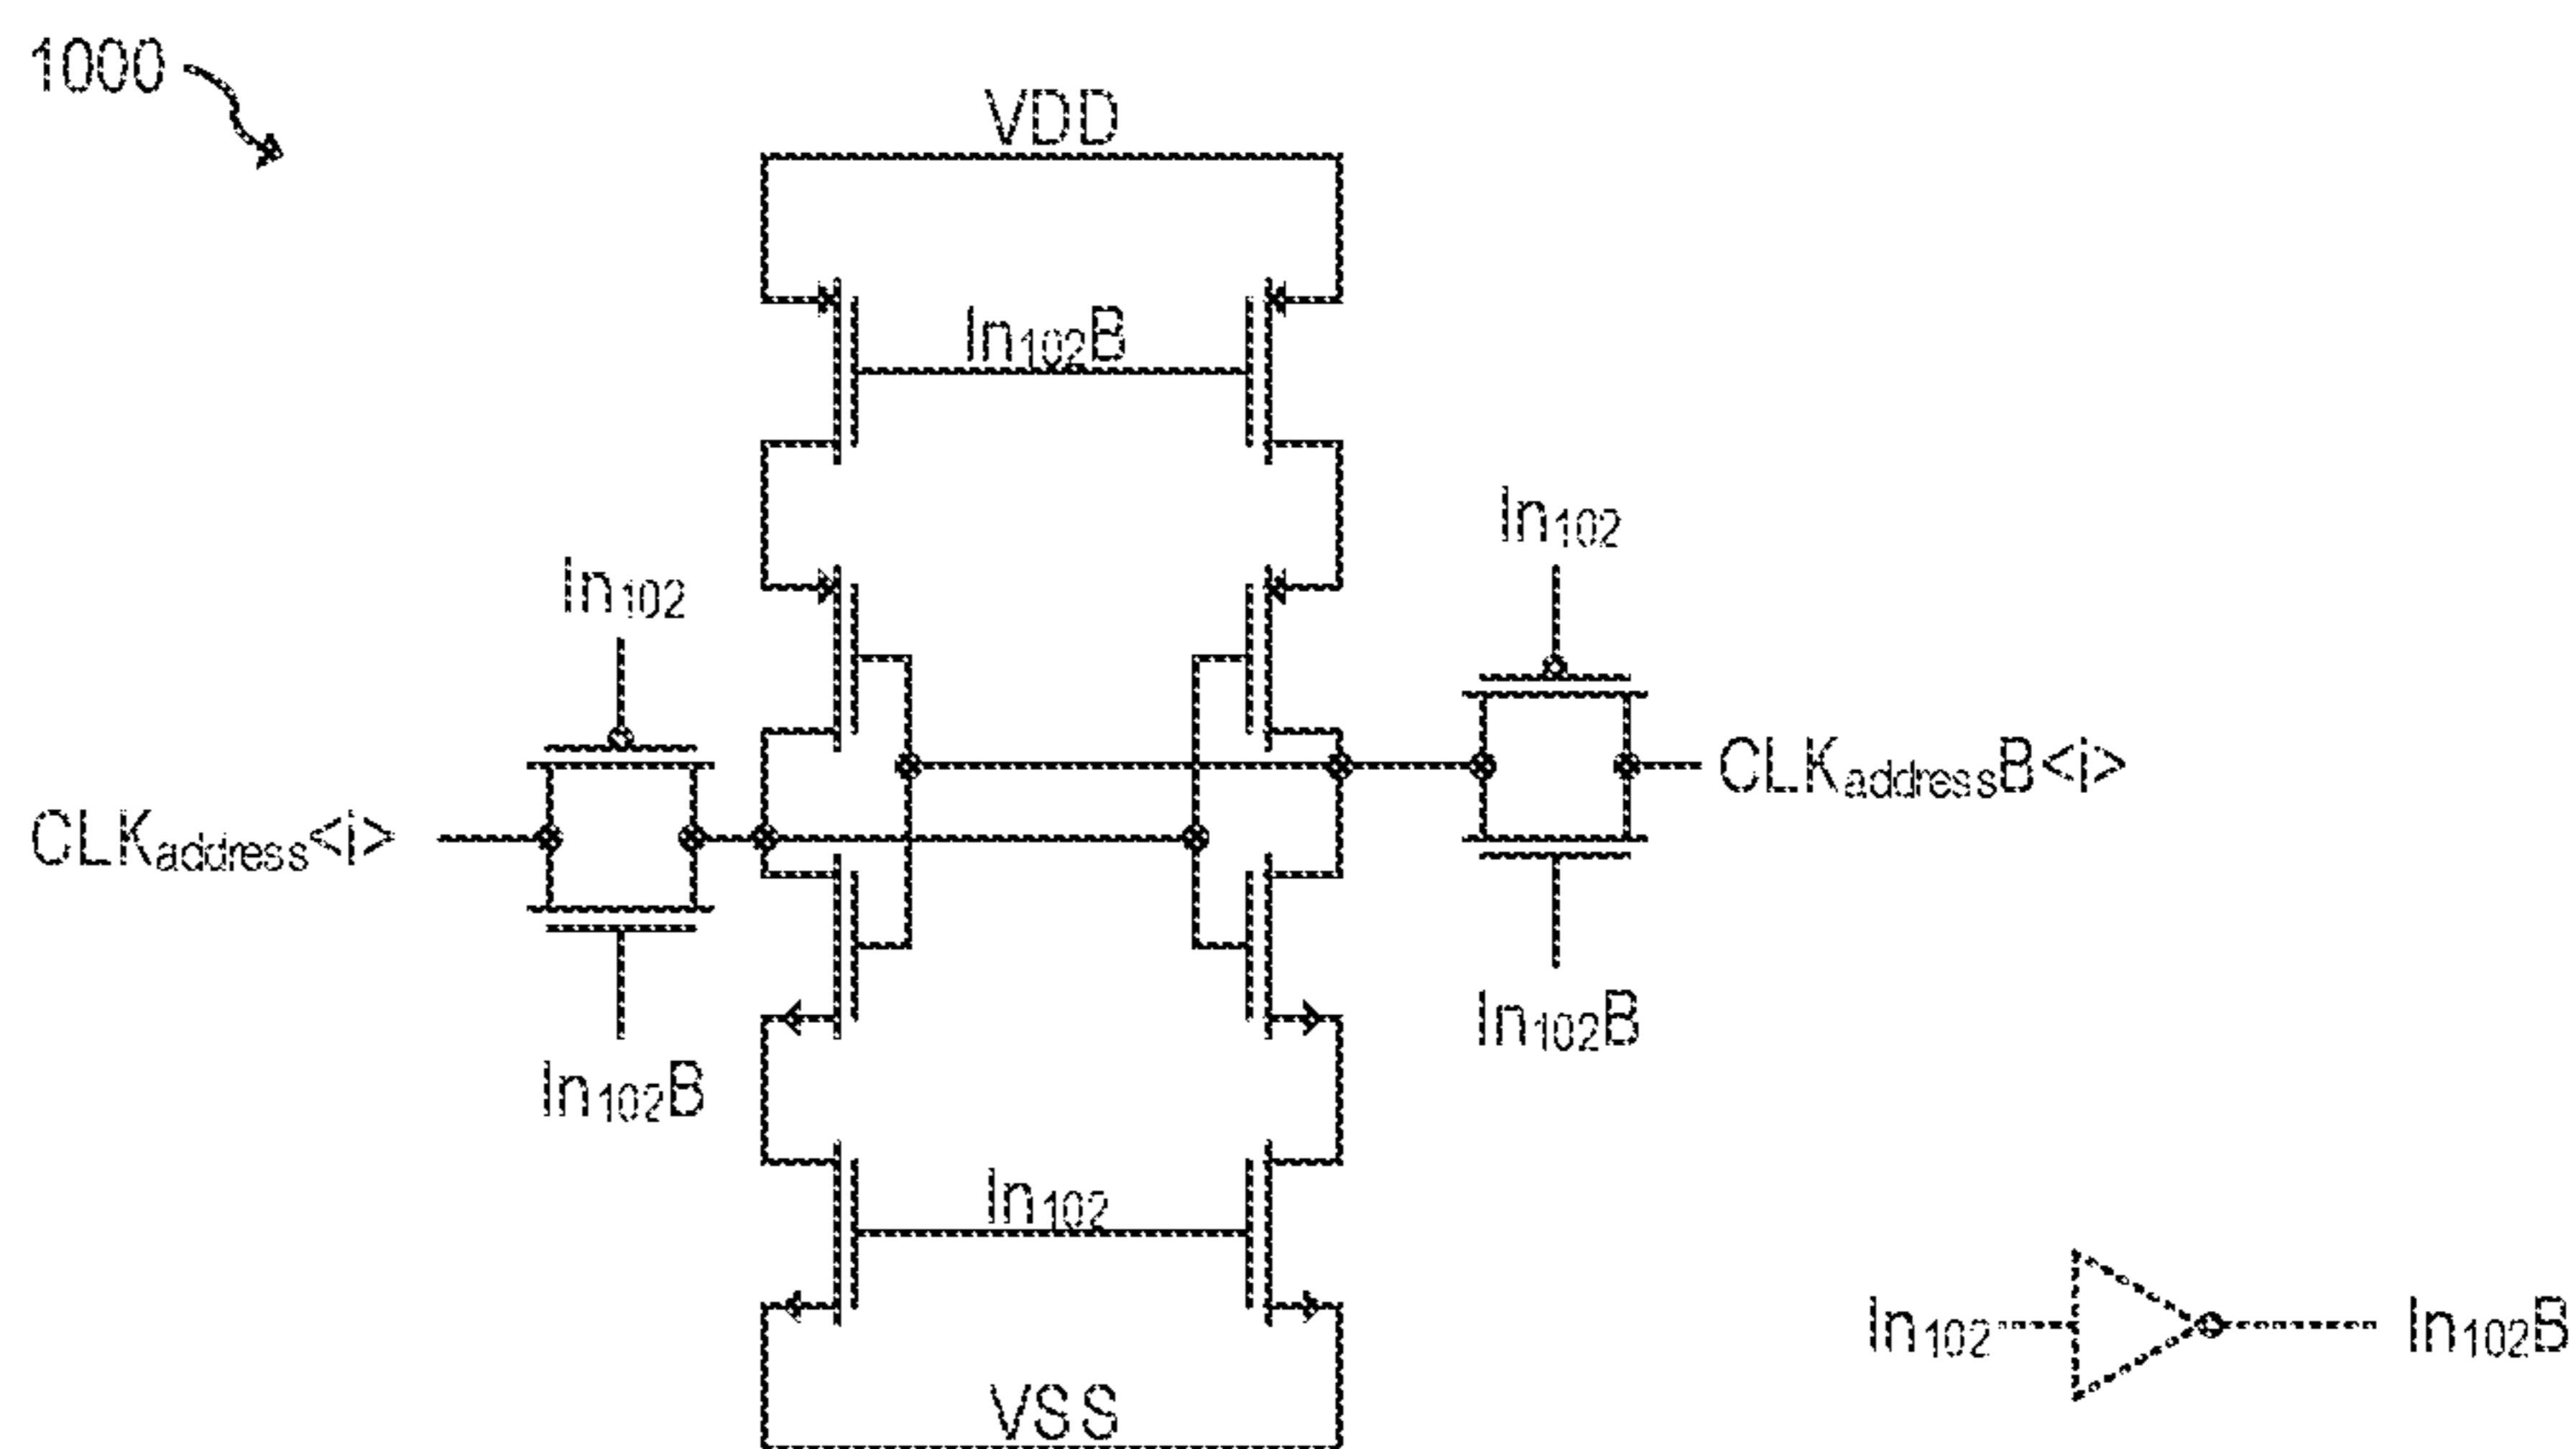 1000
VDD
In₁₀₂B
In₁₀₂
In₁₀₂
CLKaddressB<i>
CLKaddress<i>
In₁₀₂B
In₁₀₂B
In₁₀₂
In₁₀₂
In₁₀₂B
VSS